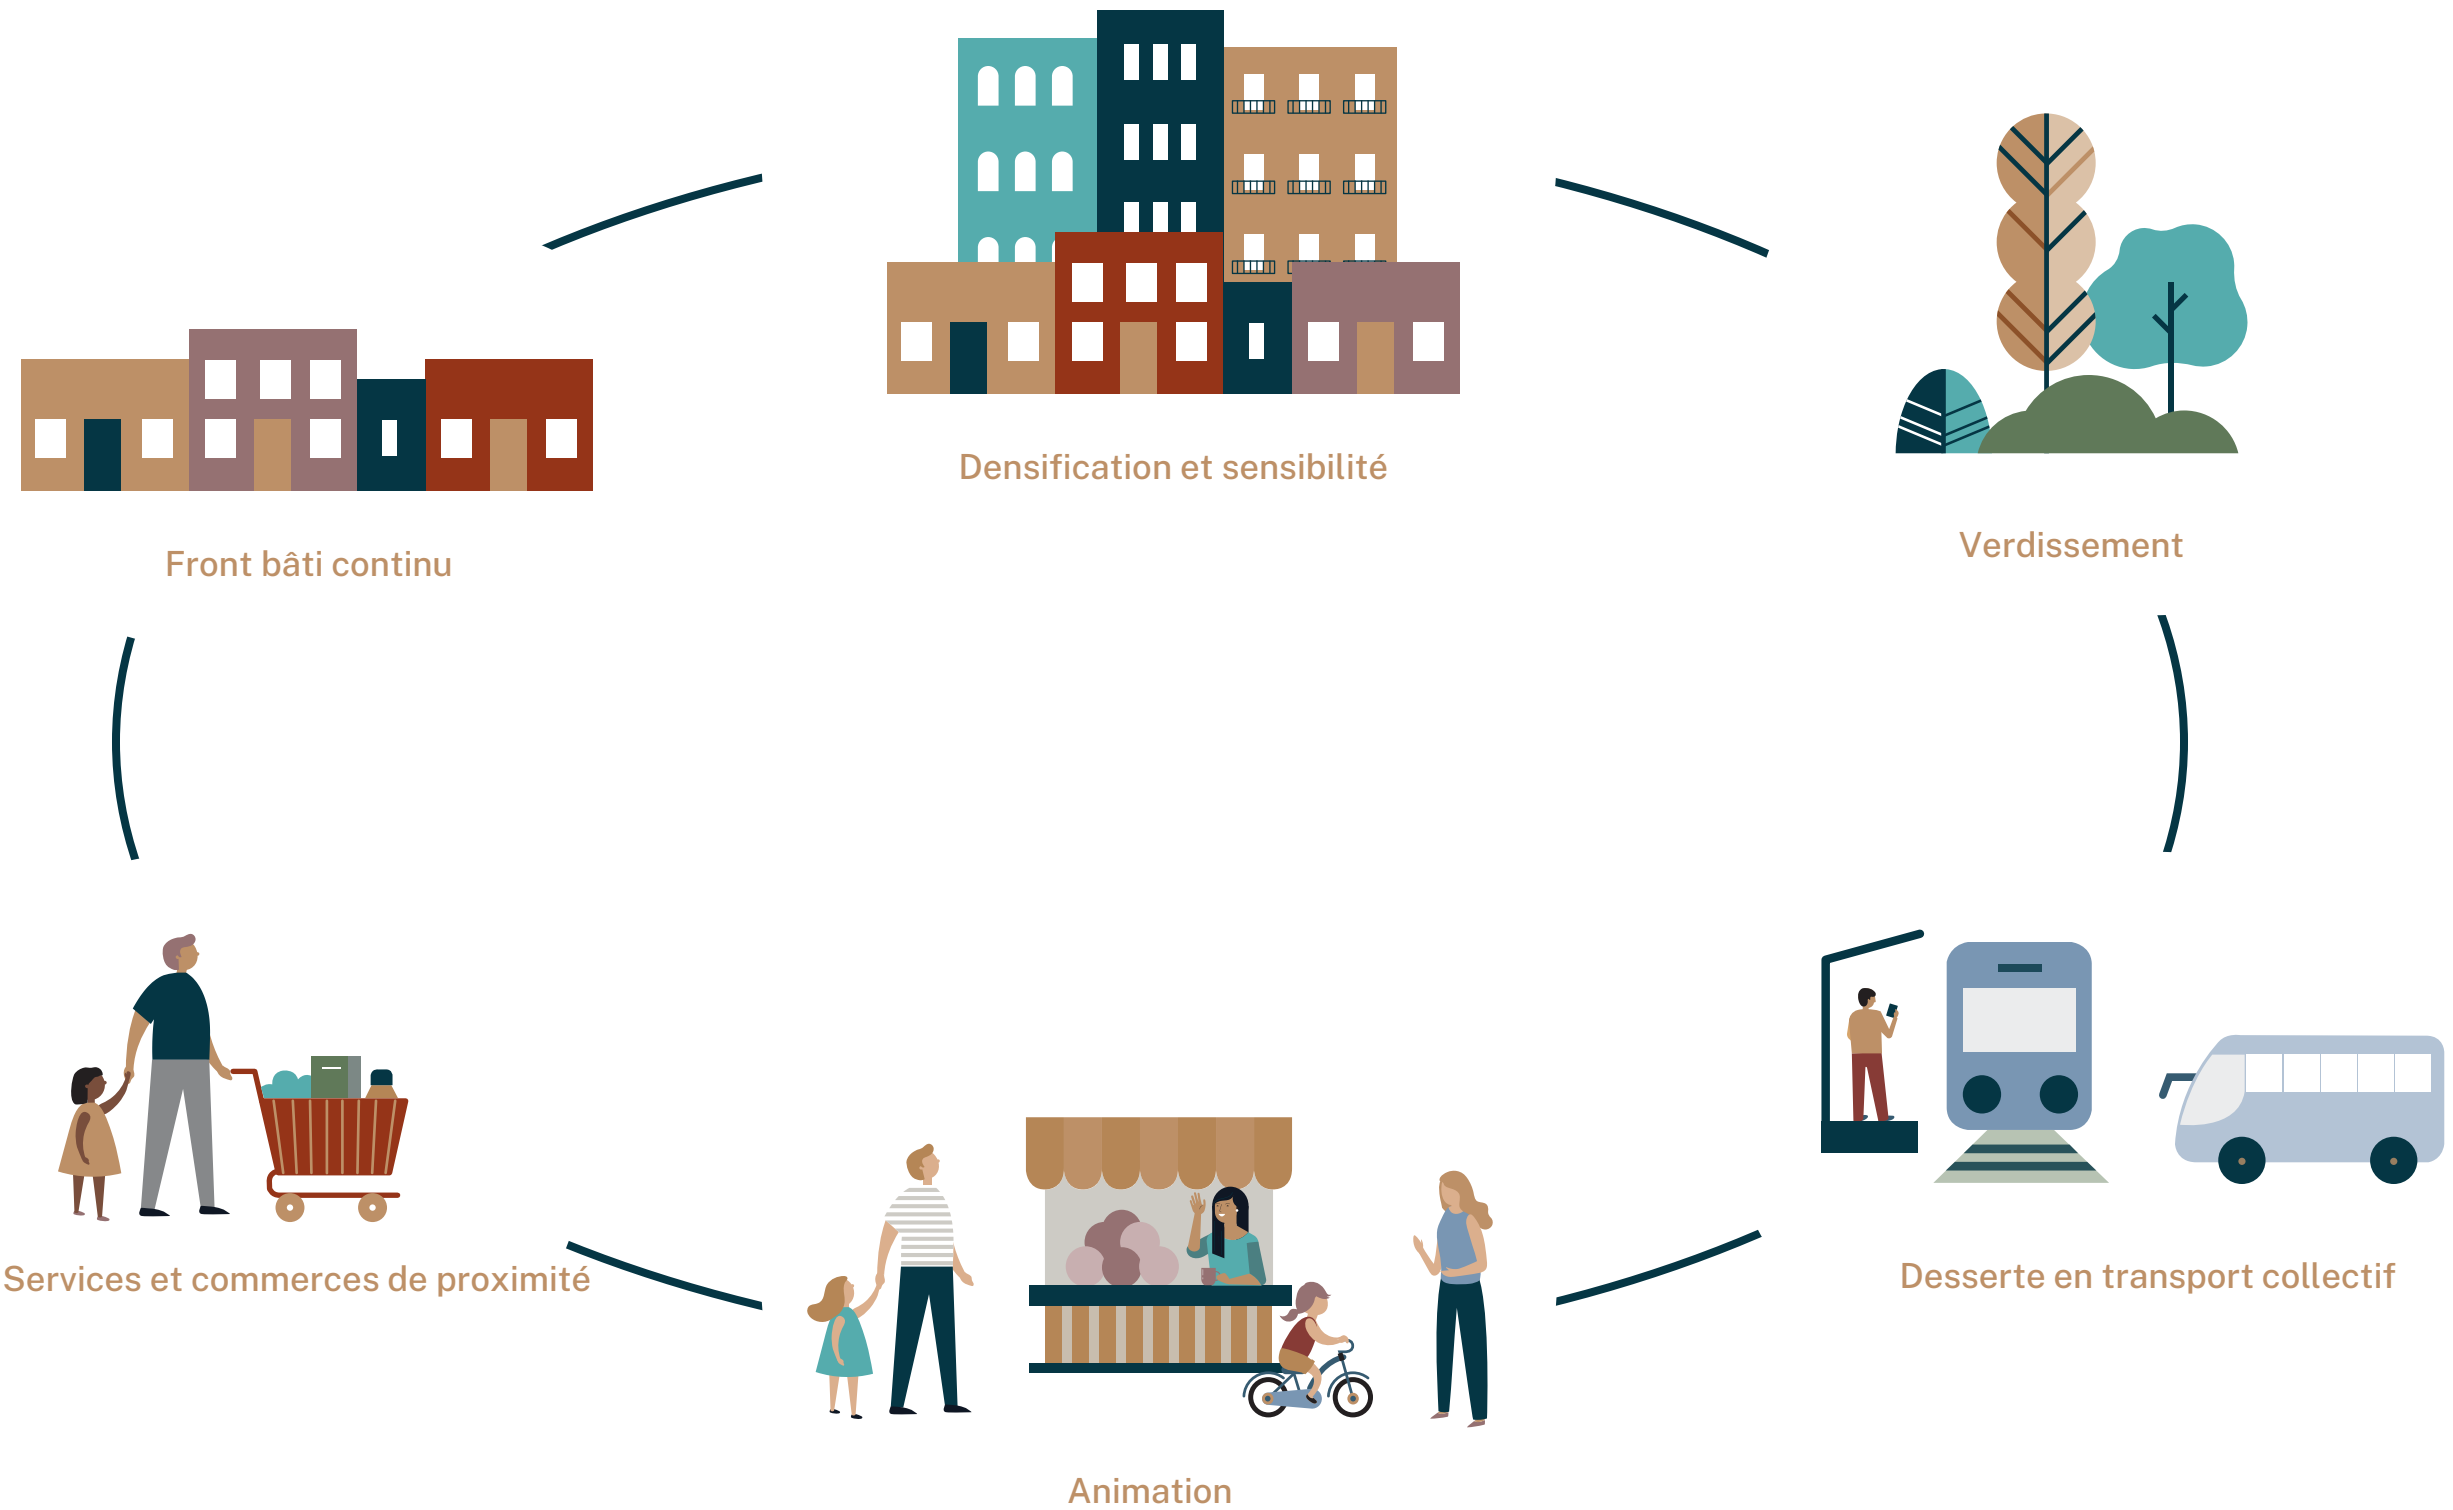 Densification et sensibilité
Front bâti continu
Verdissement
Services et commerces de proximité
Desserte en transport collectif
Animation